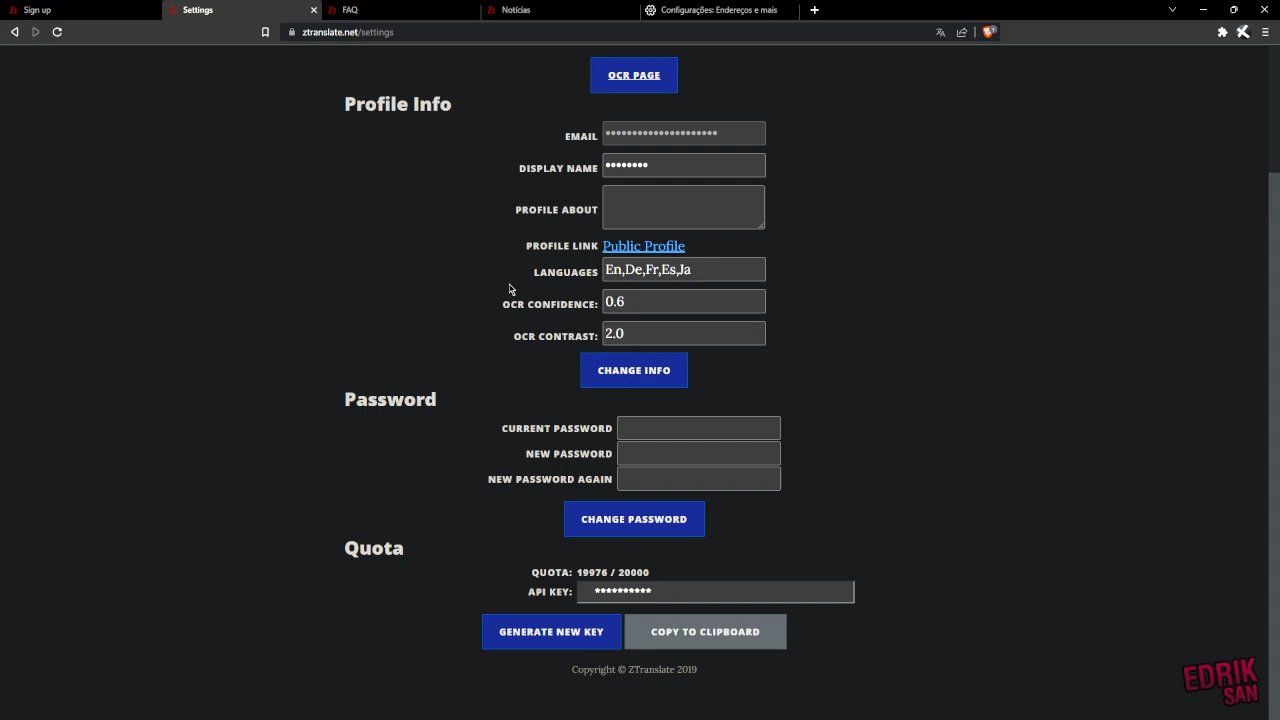 Sign up
Settings
FAQ
Notícias
Configurações: Endereços e mais
ztranslate.net/settings
OCR PAGE
Profile Info
EMAIL •••••••••••••••••••••
DISPLAY NAME ••••••••
PROFILE ABOUT
PROFILE LINK Public Profile
LANGUAGES En,De,Fr,Es,Ja
OCR CONFIDENCE: 0.6
OCR CONTRAST: 2.0
CHANGE INFO
Password
CURRENT PASSWORD
NEW PASSWORD
NEW PASSWORD AGAIN
CHANGE PASSWORD
Quota
QUOTA: 19976 / 20000
API KEY: **********
GENERATE NEW KEY COPY TO CLIPBOARD
Copyright © ZTranslate 2019
EDRIK
SAN